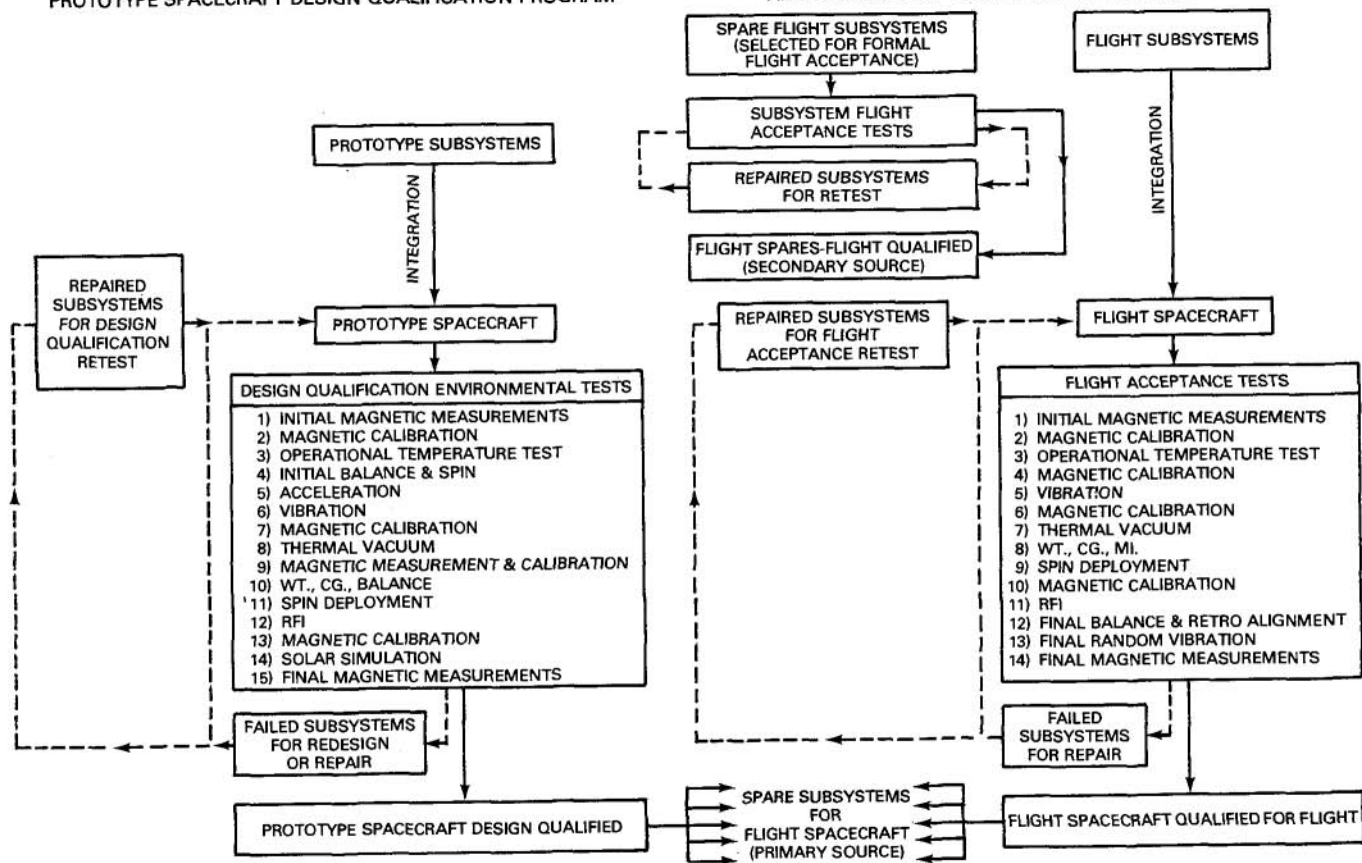 PROTOTYPE SPACECRAFT DESIGN QUALIFICATION PROGRAM
SPARE FLIGHT SUBSYSTEMS
(SELECTED FOR FORMAL
FLIGHT ACCEPTANCE)
FLIGHT SUBSYSTEMS
SUBSYSTEM FLIGHT
ACCEPTANCE TESTS
PROTOTYPE SUBSYSTEMS
REPAIRED SUBSYSTEMS
FOR RETEST
INTEGRATION
INTEGRATION
FLIGHT SPARES-FLIGHT QUALIFIED
(SECONDARY SOURCE)
REPAIRED
SUBSYSTEMS
FOR DESIGN
QUALIFICATION
RETEST
PROTOTYPE SPACECRAFT
REPAIRED SUBSYSTEMS
FOR FLIGHT
ACCEPTANCE RETEST
FLIGHT SPACECRAFT
DESIGN QUALIFICATION ENVIRONMENTAL TESTS
1) INITIAL MAGNETIC MEASUREMENTS
2) MAGNETIC CALIBRATION
3) OPERATIONAL TEMPERATURE TEST
4) INITIAL BALANCE & SPIN
5) ACCELERATION
6) VIBRATION
7) MAGNETIC CALIBRATION
8) THERMAL VACUUM
9) MAGNETIC MEASUREMENT & CALIBRATION
10) WT., CG., BALANCE
11) SPIN DEPLOYMENT
12) RFI
13) MAGNETIC CALIBRATION
14) SOLAR SIMULATION
15) FINAL MAGNETIC MEASUREMENTS
FLIGHT ACCEPTANCE TESTS
1) INITIAL MAGNETIC MEASUREMENTS
2) MAGNETIC CALIBRATION
3) OPERATIONAL TEMPERATURE TEST
4) MAGNETIC CALIBRATION
5) VIBRATION
6) MAGNETIC CALIBRATION
7) THERMAL VACUUM
8) WT., CG., MI.
9) SPIN DEPLOYMENT
10) MAGNETIC CALIBRATION
11) RFI
12) FINAL BALANCE & RETRO ALIGNMENT
13) FINAL RANDOM VIBRATION
14) FINAL MAGNETIC MEASUREMENTS
FAILED SUBSYSTEMS
FOR REDESIGN
OR REPAIR
FAILED
SUBSYSTEMS
FOR REPAIR
PROTOTYPE SPACECRAFT DESIGN QUALIFIED
SPARE SUBSYSTEMS
FOR
FLIGHT SPACECRAFT
(PRIMARY SOURCE)
FLIGHT SPACECRAFT QUALIFIED FOR FLIGHT